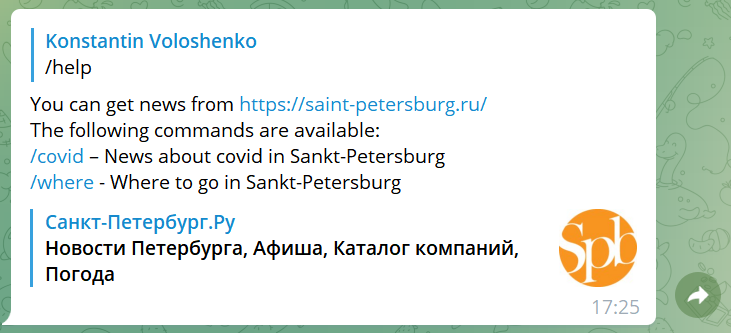 Konstantin Voloshenko
/help
You can get news from https://saint-petersburg.ru/
The following commands are available:
/covid – News about covid in Sankt-Petersburg
/where - Where to go in Sankt-Petersburg
Санкт-Петербург.Ру
Новости Петербурга, Афиша, Каталог компаний,
Погода
Spb
17:25